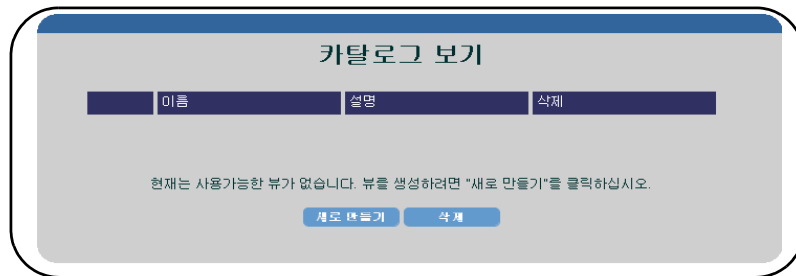 카탈로그 보기
이름 설명 삭제
현재는 사용가능한 뷰가 없습니다. 뷰를 생성하려면 "새로 만들기"를 클릭하십시오.
새로 만들기 삭제